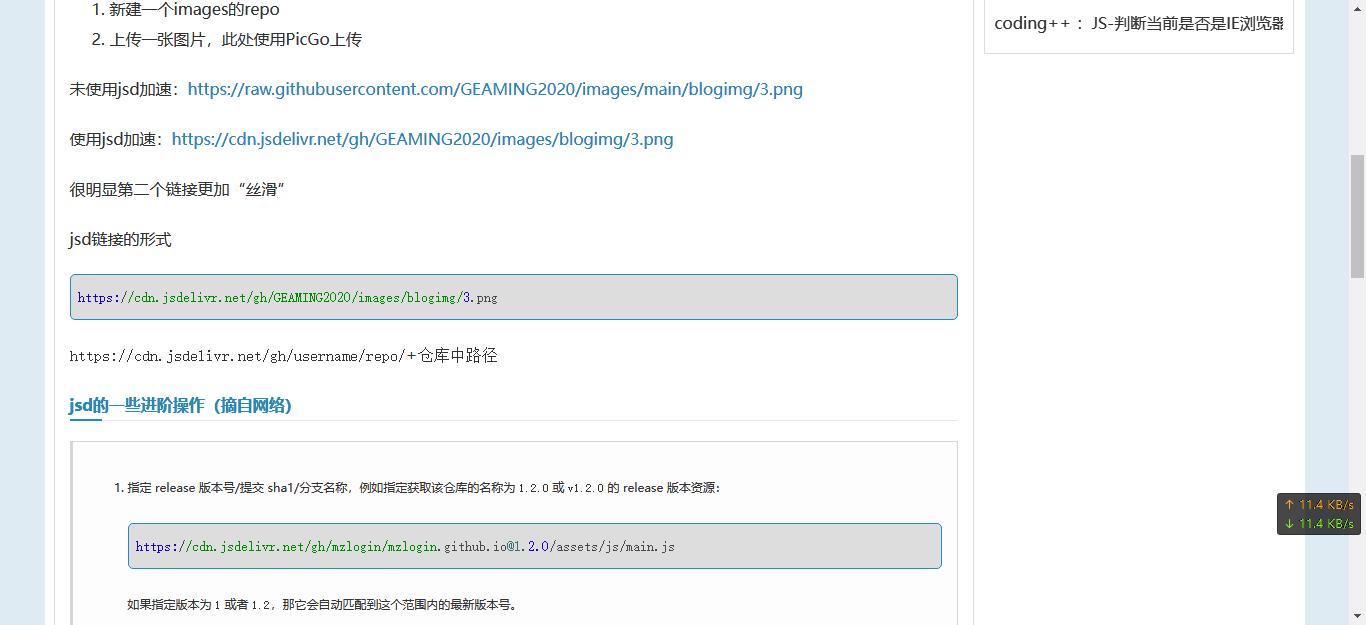 1. 新建一个images的repo
2. 上传一张图片，此处使用PicGo上传
未使用jsd加速：https://raw.githubusercontent.com/GEAMING2020/images/main/blogimg/3.png
使用jsd加速：https://cdn.jsdelivr.net/gh/GEAMING2020/images/blogimg/3.png
很明显第二个链接更加“丝滑”
jsd链接的形式
https://cdn.jsdelivr.net/gh/GEAMING2020/images/blogimg/3.png
https://cdn.jsdelivr.net/gh/username/repo/+仓库中路径
jsd的一些进阶操作（摘自网络）
1. 指定 release 版本号/提交 sha1/分支名称，例如指定获取该仓库的名称为 1.2.0 或 v1.2.0 的 release 版本资源：
https://cdn.jsdelivr.net/gh/mzlogin/mzlogin.github.io@1.2.0/assets/js/main.js
如果指定版本为 1 或者 1.2，那它会自动匹配到这个范围内的最新版本号。
coding++ ：JS-判断当前是否是IE浏览器
↑ 11.4 KB/s
↓ 11.4 KB/s